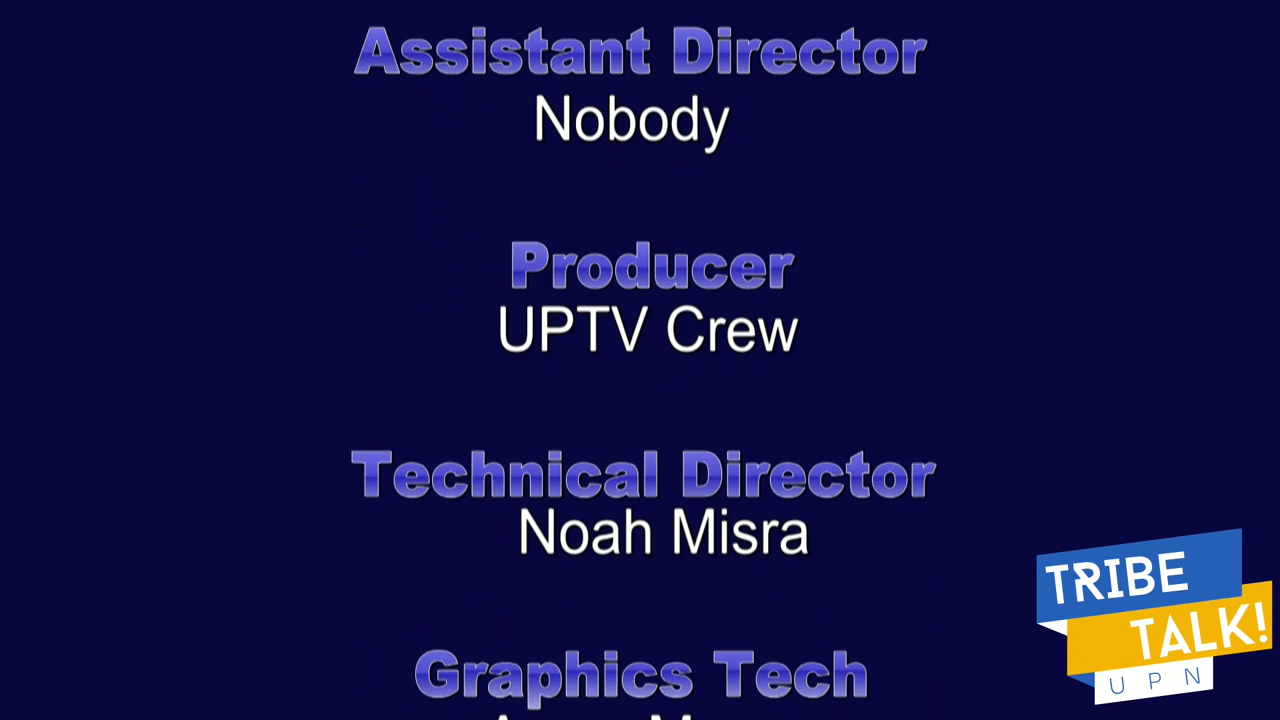 Assistant Director
Nobody
Producer
UPTV Crew
Technical Director
Noah Misra
Graphics Tech
TRIBE
TALK!
UPN